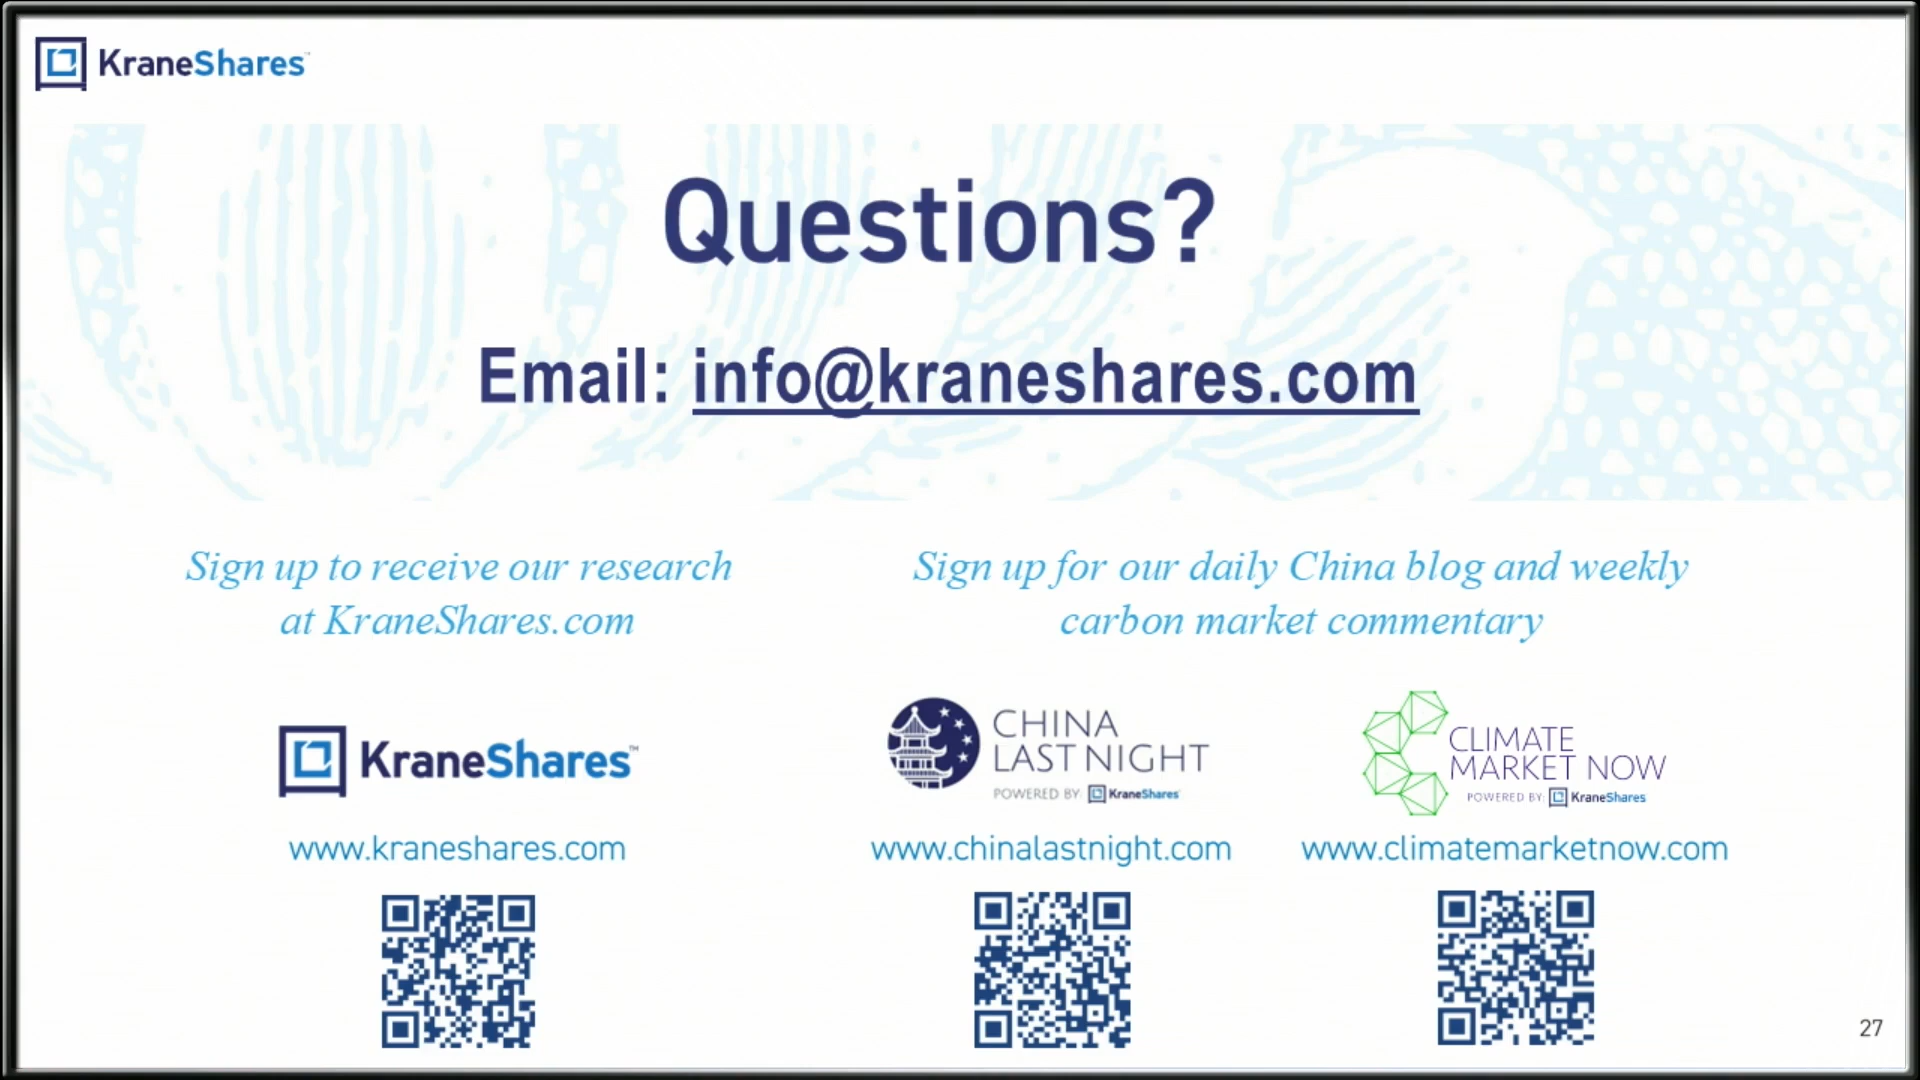 KraneShares
Questions?
Email: info@kraneshares.com
Sign up to receive our research
at KraneShares.com
Sign up for our daily China blog and weekly
carbon market commentary
KraneShares™
www.kraneshares.com
CHINA
LAST NIGHT
POWERED BY: KraneShares
www.chinalastnight.com
CLIMATE
MARKET NOW
POWERED BY: KraneShares
www.climatemarketnow.com
27